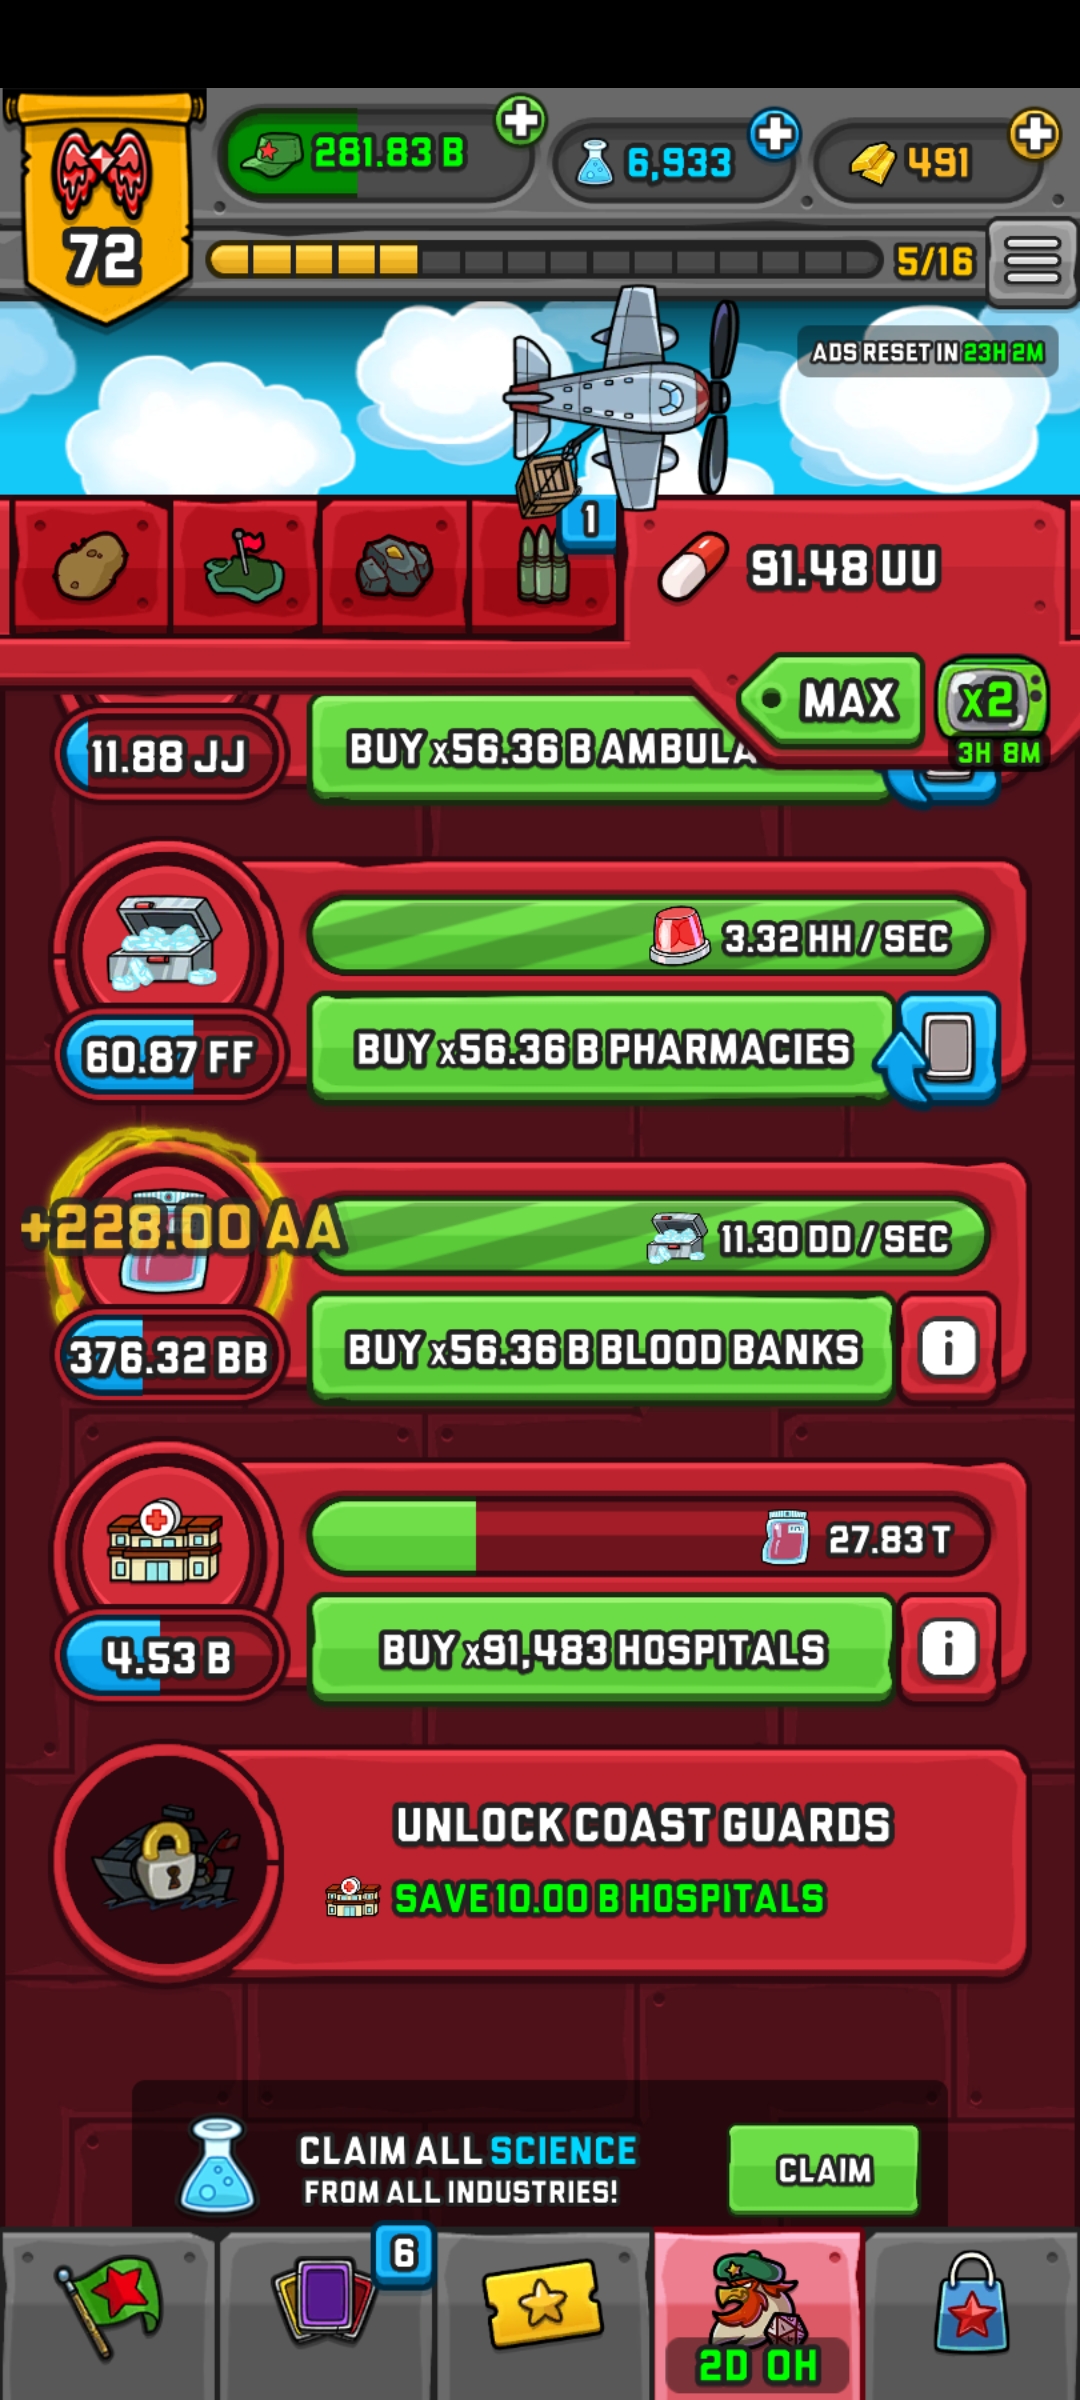 281.83 B
6,933
491
72
5/16
ADS RESET IN 23H 2M
1
91.48 UU
MAX
x2
3H 8M
11.88 JJ
BUY x56.36 B AMBULA
3.32 HH / SEC
60.87 FF
BUY x56.36 B PHARMACIES
+228.00 AA
11.30 DD / SEC
376.32 BB
BUY x56.36 B BLOOD BANKS
i
27.83 T
4.53 B
BUY x91,483 HOSPITALS
i
UNLOCK COAST GUARDS
SAVE 10.00 B HOSPITALS
CLAIM ALL SCIENCE
FROM ALL INDUSTRIES!
CLAIM
6
2D 0H